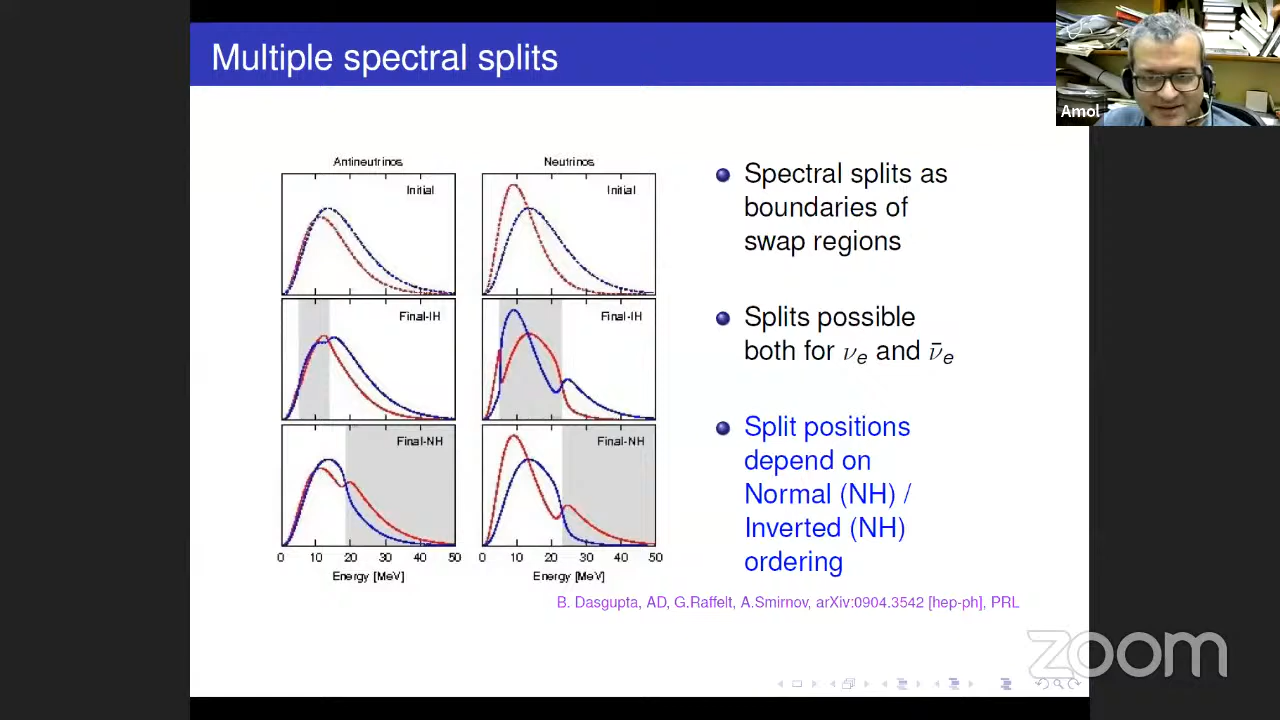 Multiple spectral splits
Amol
Antineutrinos
Neutrinos
Initial
Initial
Final-IH
Final-IH
Final-NH
Final-NH
0 10 20 30 40 50
0 10 20 30 40 50
Energy [MeV]
Energy [MeV]
Spectral splits as
boundaries of
swap regions
Splits possible
both for νe and ν̄e
Split positions
depend on
Normal (NH) /
Inverted (NH)
ordering
B. Dasgupta, AD, G.Raffelt, A.Smirnov, arXiv:0904.3542 [hep-ph], PRL
zoom